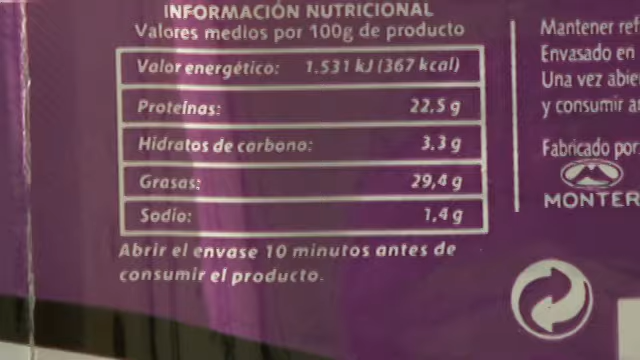 INFORMACIÓN NUTRICIONAL
Valores medios por 100g de producto
Valor energético: 1.531 kJ (367 kcal)
Proteinas: 22,5 g
Hidratos de carbono: 3,3 g
Grasas: 29,4 g
Sodio: 1,4 g
Abrir el envase 10 minutos antes de
consumir el producto.
Mantener ref
Envasado en
Una vez abie
y consumir a
Fabricado por
MONTER